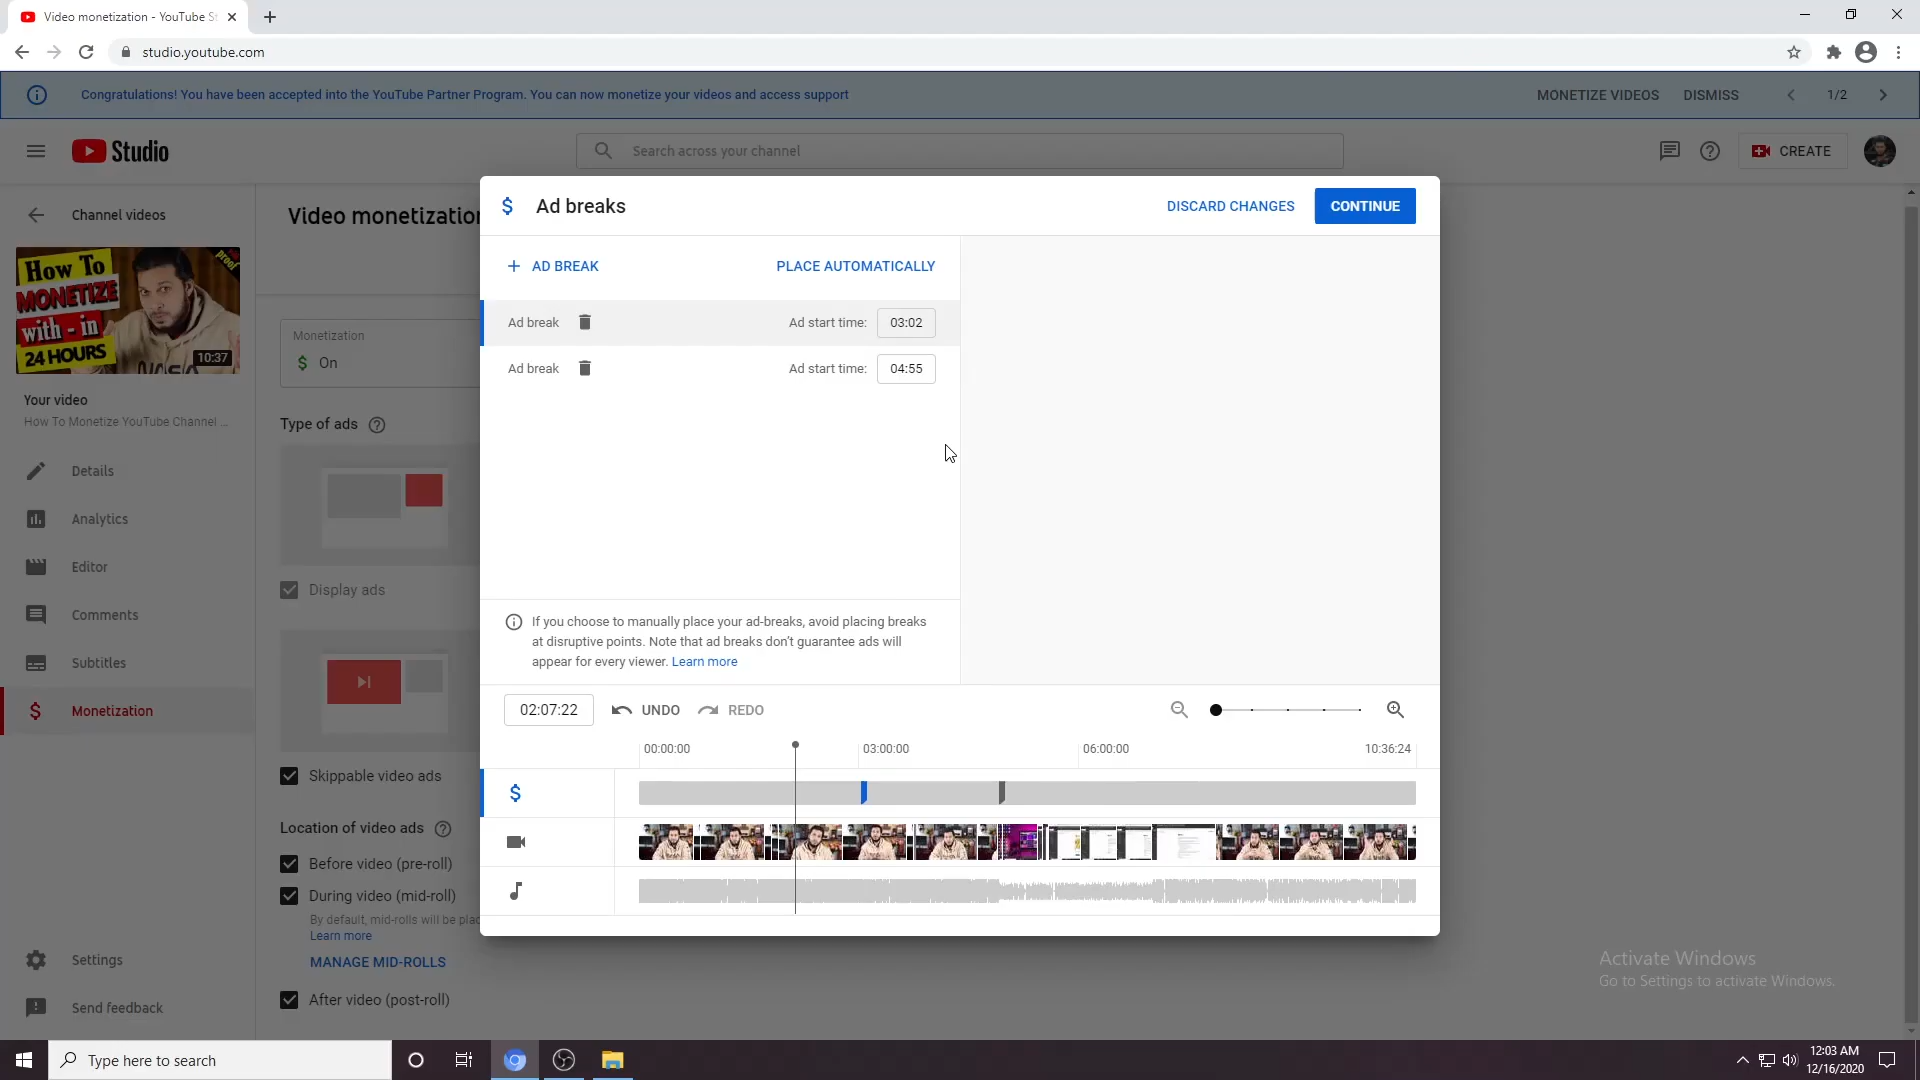 Video monetization - YouTube St
studio.youtube.com
Congratulations! You have been accepted into the YouTube Partner Program. You can now monetize your videos and access support
MONETIZE VIDEOS
DISMISS
1/2
Studio
Search across your channel
CREATE
Channel videos
How To
MONETIZE
with - in
24 HOURS
proof
10:37
Your video
How To Monetize YouTube Channel ...
Details
Analytics
Editor
Comments
Subtitles
Monetization
Settings
Send feedback
Video monetization
Monetization
$ On
Type of ads
Display ads
Skippable video ads
Location of video ads
Before video (pre-roll)
During video (mid-roll)
By default, mid-rolls will be plac
Learn more
MANAGE MID-ROLLS
After video (post-roll)
$ Ad breaks
DISCARD CHANGES
CONTINUE
+ AD BREAK
PLACE AUTOMATICALLY
Ad break
Ad start time:
03:02
Ad break
Ad start time:
04:55
If you choose to manually place your ad-breaks, avoid placing breaks
at disruptive points. Note that ad breaks don't guarantee ads will
appear for every viewer. Learn more
02:07:22
UNDO
REDO
00:00:00
03:00:00
06:00:00
10:36:24
$
Activate Windows
Go to Settings to activate Windows.
Type here to search
12:03 AM
12/16/2020